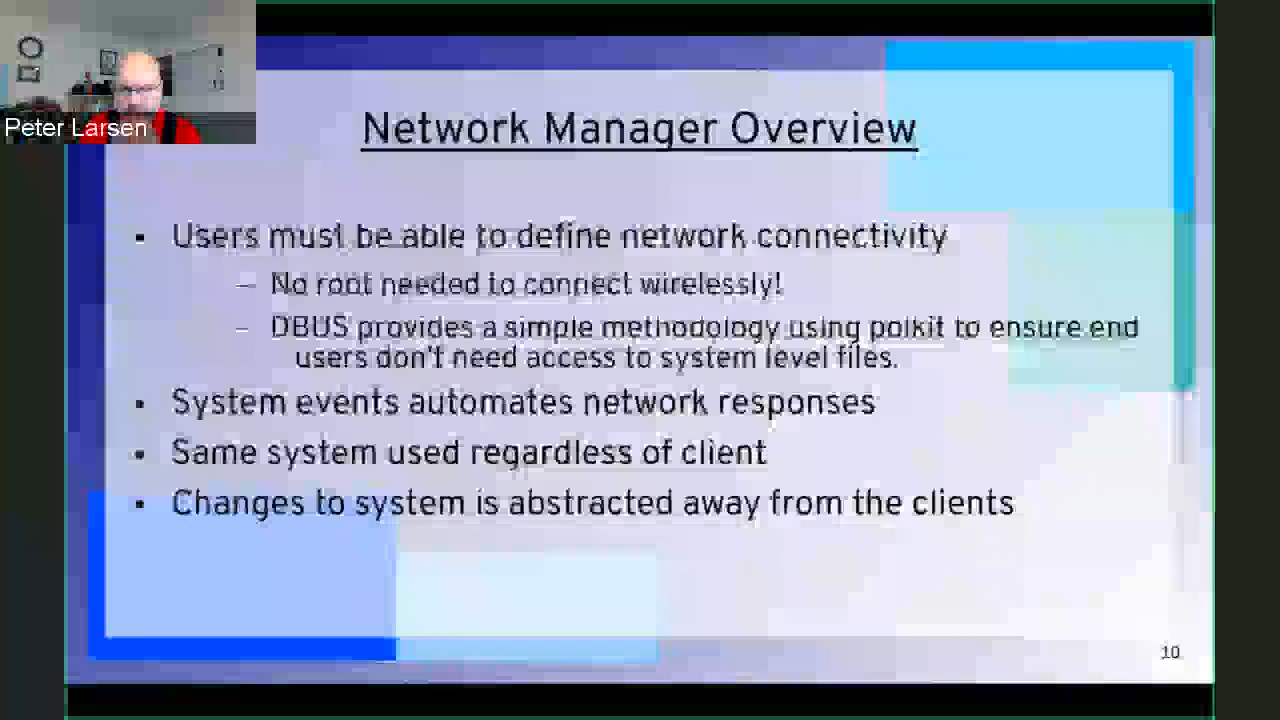 Peter Larsen
Network Manager Overview
▪ Users must be able to define network connectivity
– No root needed to connect wirelessly!
– DBUS provides a simple methodology using polkit to ensure end
users don't need access to system level files.
▪ System events automates network responses
▪ Same system used regardless of client
▪ Changes to system is abstracted away from the clients
10